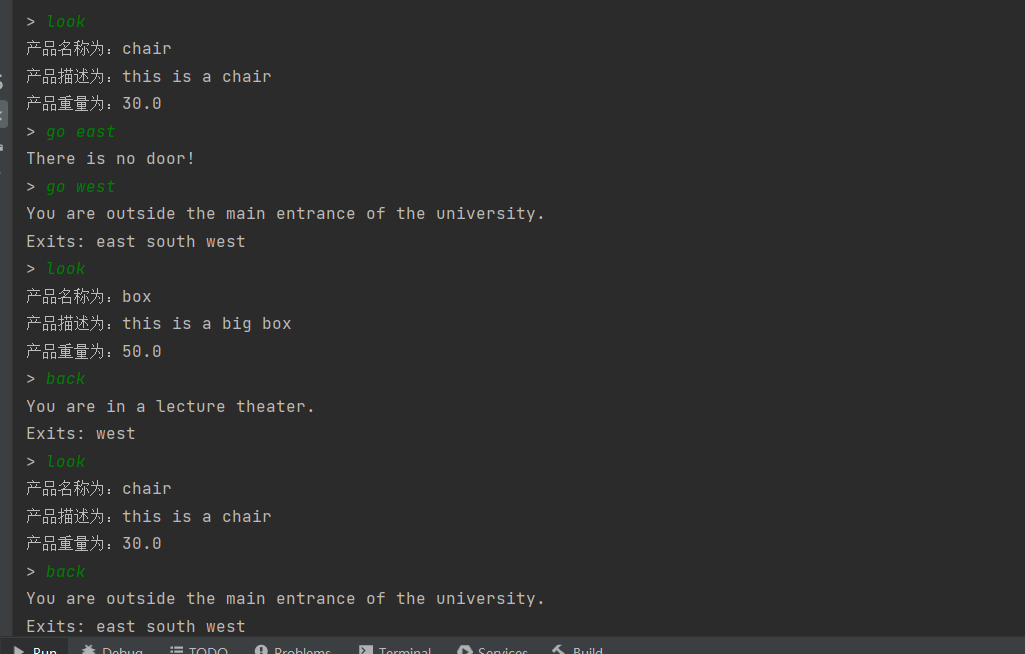 > look
产品名称为：chair
产品描述为：this is a chair
产品重量为：30.0
> go east
There is no door!
> go west
You are outside the main entrance of the university.
Exits: east south west
> look
产品名称为：box
产品描述为：this is a big box
产品重量为：50.0
> back
You are in a lecture theater.
Exits: west
> look
产品名称为：chair
产品描述为：this is a chair
产品重量为：30.0
> back
You are outside the main entrance of the university.
Exits: east south west
Run Debug TODO Problems Terminal Services Build